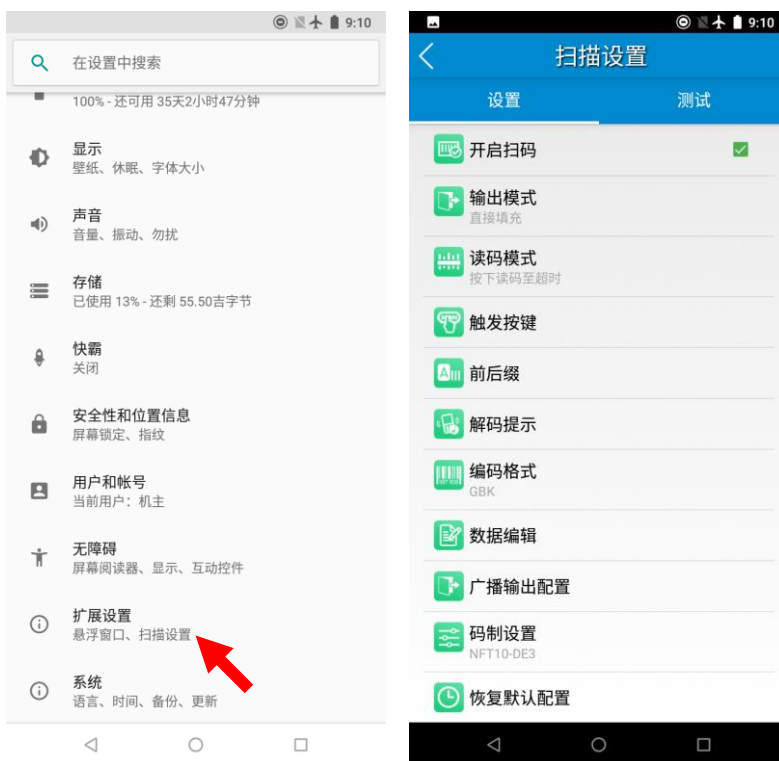 9:10
在设置中搜索
100% - 还可用 35天2小时47分钟
显示
壁纸、休眠、字体大小
声音
音量、振动、勿扰
存储
已使用 13% - 还剩 55.50吉字节
快霸
关闭
安全性和位置信息
屏幕锁定、指纹
用户和帐号
当前用户：机主
无障碍
屏幕阅读器、显示、互动控件
扩展设置
悬浮窗口、扫描设置
系统
语言、时间、备份、更新
9:10
扫描设置
设置
测试
开启扫码
输出模式
直接填充
读码模式
按下读码至超时
触发按键
前后缀
解码提示
编码格式
GBK
数据编辑
广播输出配置
码制设置
NFT10-DE3
恢复默认配置